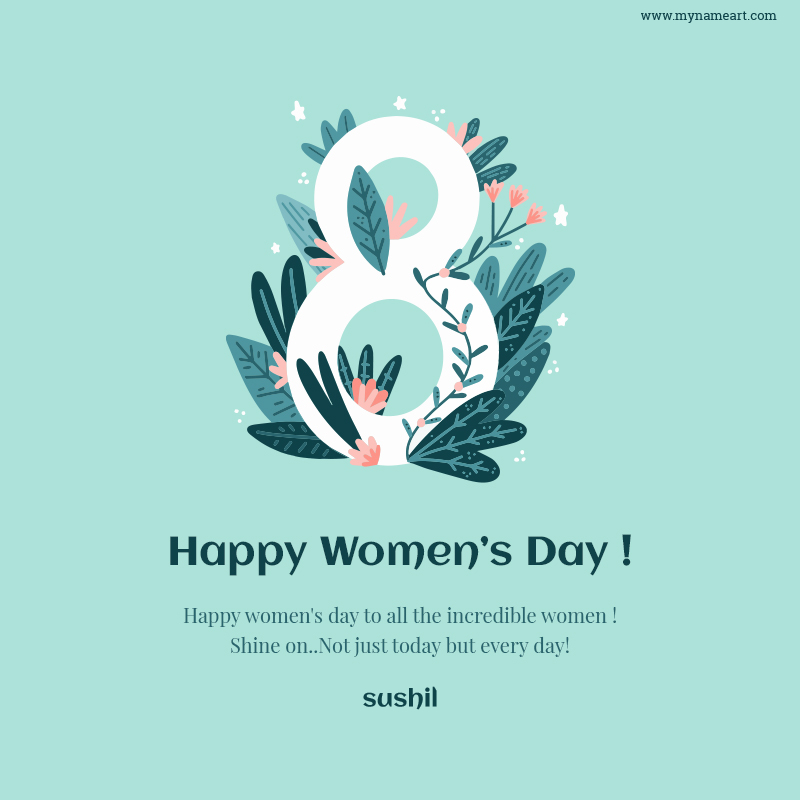 www.mynameart.com
8
Happy Women's Day !
Happy women's day to all the incredible women !
Shine on..Not just today but every day!
sushil